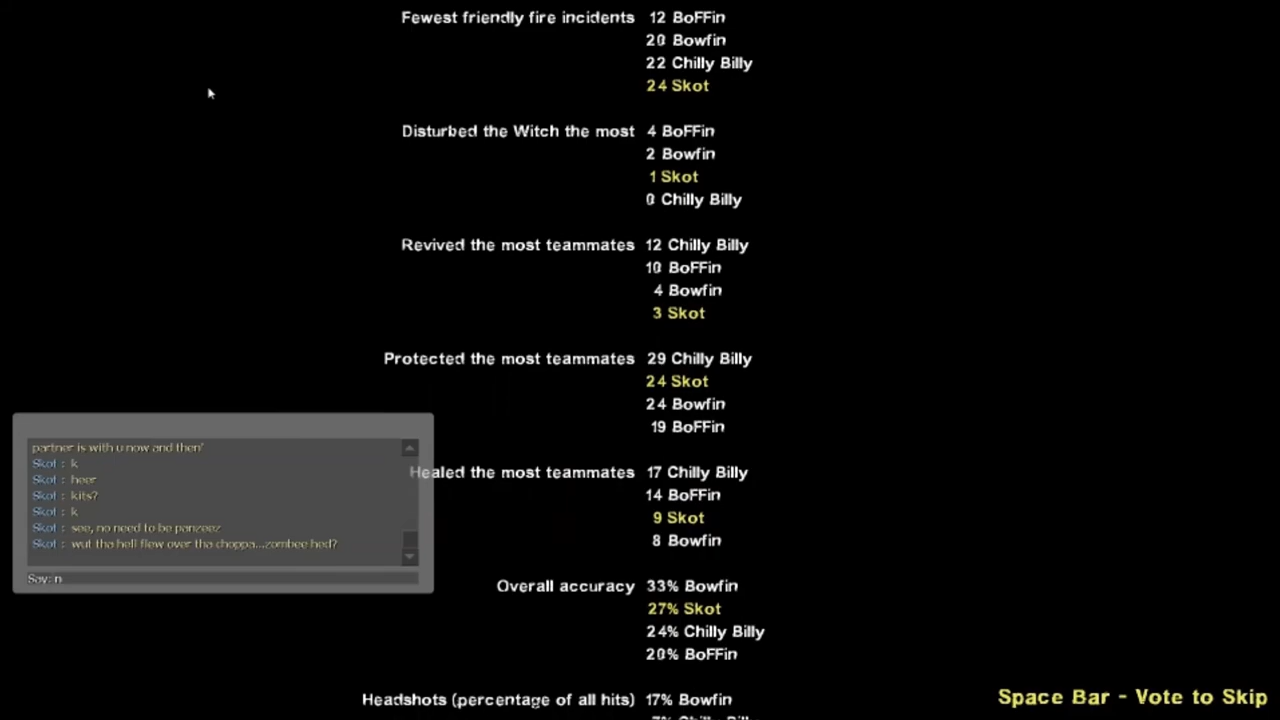 Fewest friendly fire incidents 12 BoFFin
20 Bowfin
22 Chilly Billy
24 Skot
Disturbed the Witch the most 4 BoFFin
2 Bowfin
1 Skot
0 Chilly Billy
Revived the most teammates 12 Chilly Billy
10 BoFFin
4 Bowfin
3 Skot
Protected the most teammates 29 Chilly Billy
24 Skot
24 Bowfin
19 BoFFin
Healed the most teammates 17 Chilly Billy
14 BoFFin
9 Skot
8 Bowfin
Overall accuracy 33% Bowfin
27% Skot
24% Chilly Billy
20% BoFFin
Headshots (percentage of all hits) 17% Bowfin
7% Chilly Billy
partner is with u now and then'
Skot : k
Skot : heer
Skot : kits?
Skot : k
Skot : see, no need to be panzeez
Skot : wut tha hell flew over tha choppa...zombee hed?
Say: n
Space Bar - Vote to Skip